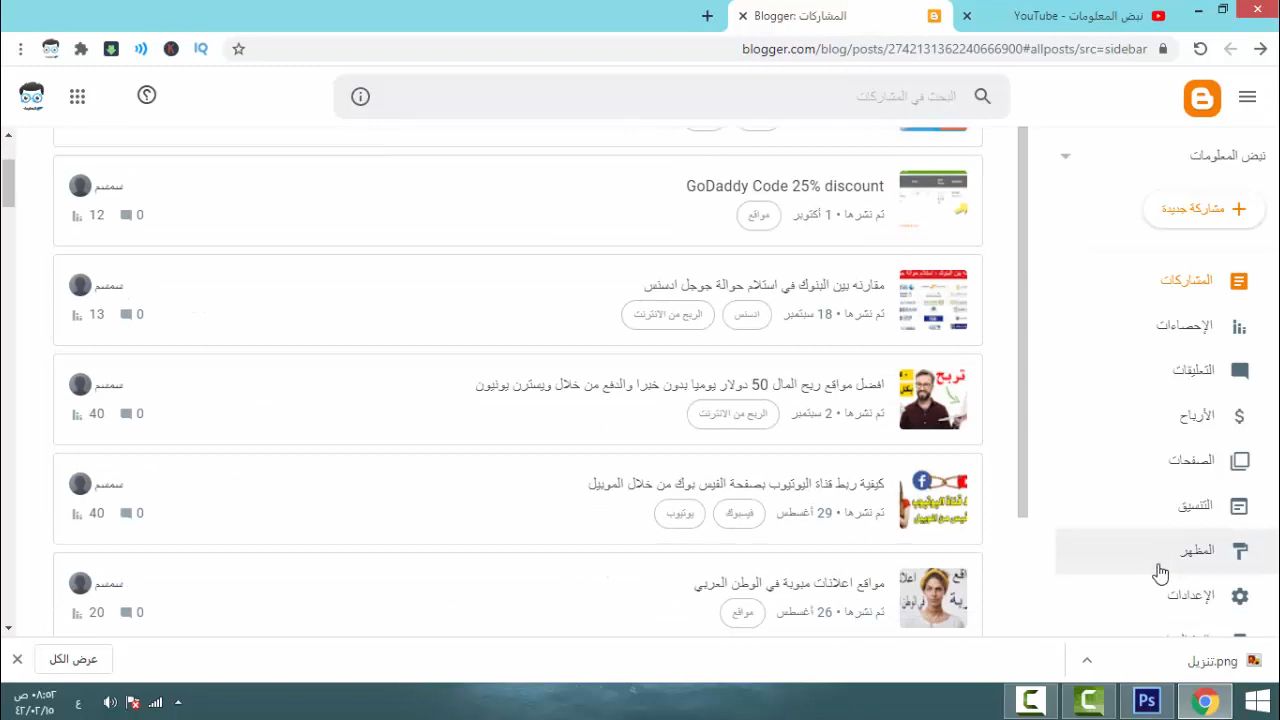 المشاركات :Blogger
نبض المعلومات - YouTube
blogger.com/blog/posts/2742131362240666900#allposts/src=sidebar
البحث في المشاركات
نبض المعلومات
مشاركة جديدة
المشاركات
الإحصاءات
التعليقات
الأرباح
الصفحات
التنسيق
المظهر
الإعدادات
GoDaddy Code 25% discount
تم نشرها • 1 أكتوبر
مواقع
سمسم
0
12
مقارنه بين البنوك في استلام حوالة جوجل ادسنس
تم نشرها • 18 سبتمبر
ادسنس
الربح من الانترنت
سمسم
0
13
افضل مواقع ربح المال 50 دولار يوميا بدون خبرا والدفع من خلال ويسترن يونيون
تم نشرها • 2 سبتمبر
الربح من الانترنت
سمسم
0
40
كيفية ربط قناة اليوتيوب بصفحة الفيس بوك من خلال الموبيل
تم نشرها • 29 أغسطس
فيسبوك
يوتيوب
سمسم
0
40
مواقع اعلانات مبوبة في الوطن العربي
تم نشرها • 26 أغسطس
مواقع
سمسم
0
20
تنزيل.png
عرض الكل
ع
٠٨:٥٢ ص
٤٢/٠٢/١٥